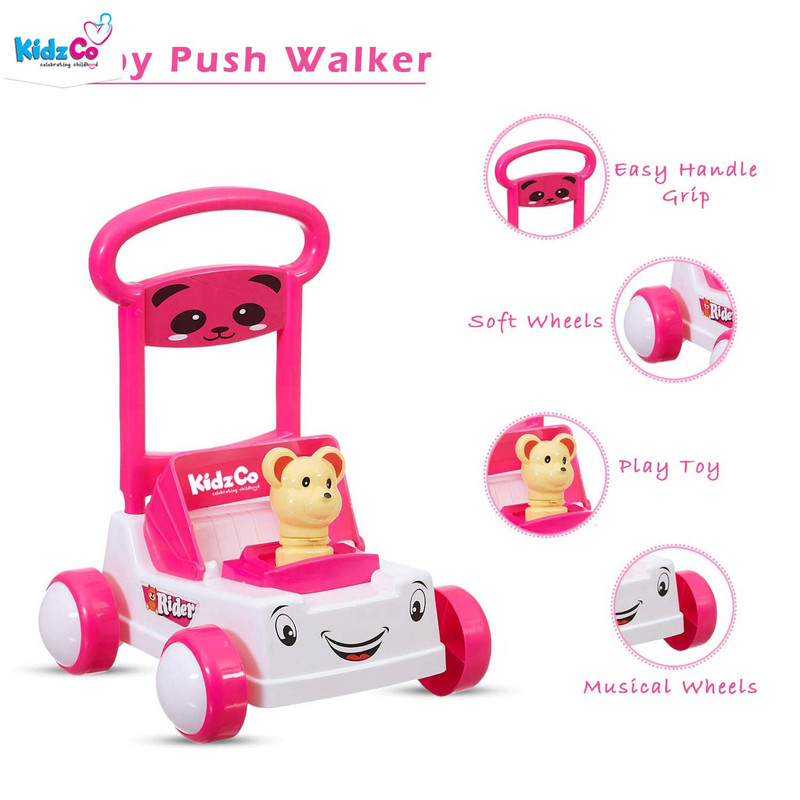 KidzCo
celebrating childhood
y Push Walker
Easy Handle
Grip
Soft Wheels
Rider
Play Toy
KidzCo
celebrating childhood
Rider
Musical Wheels